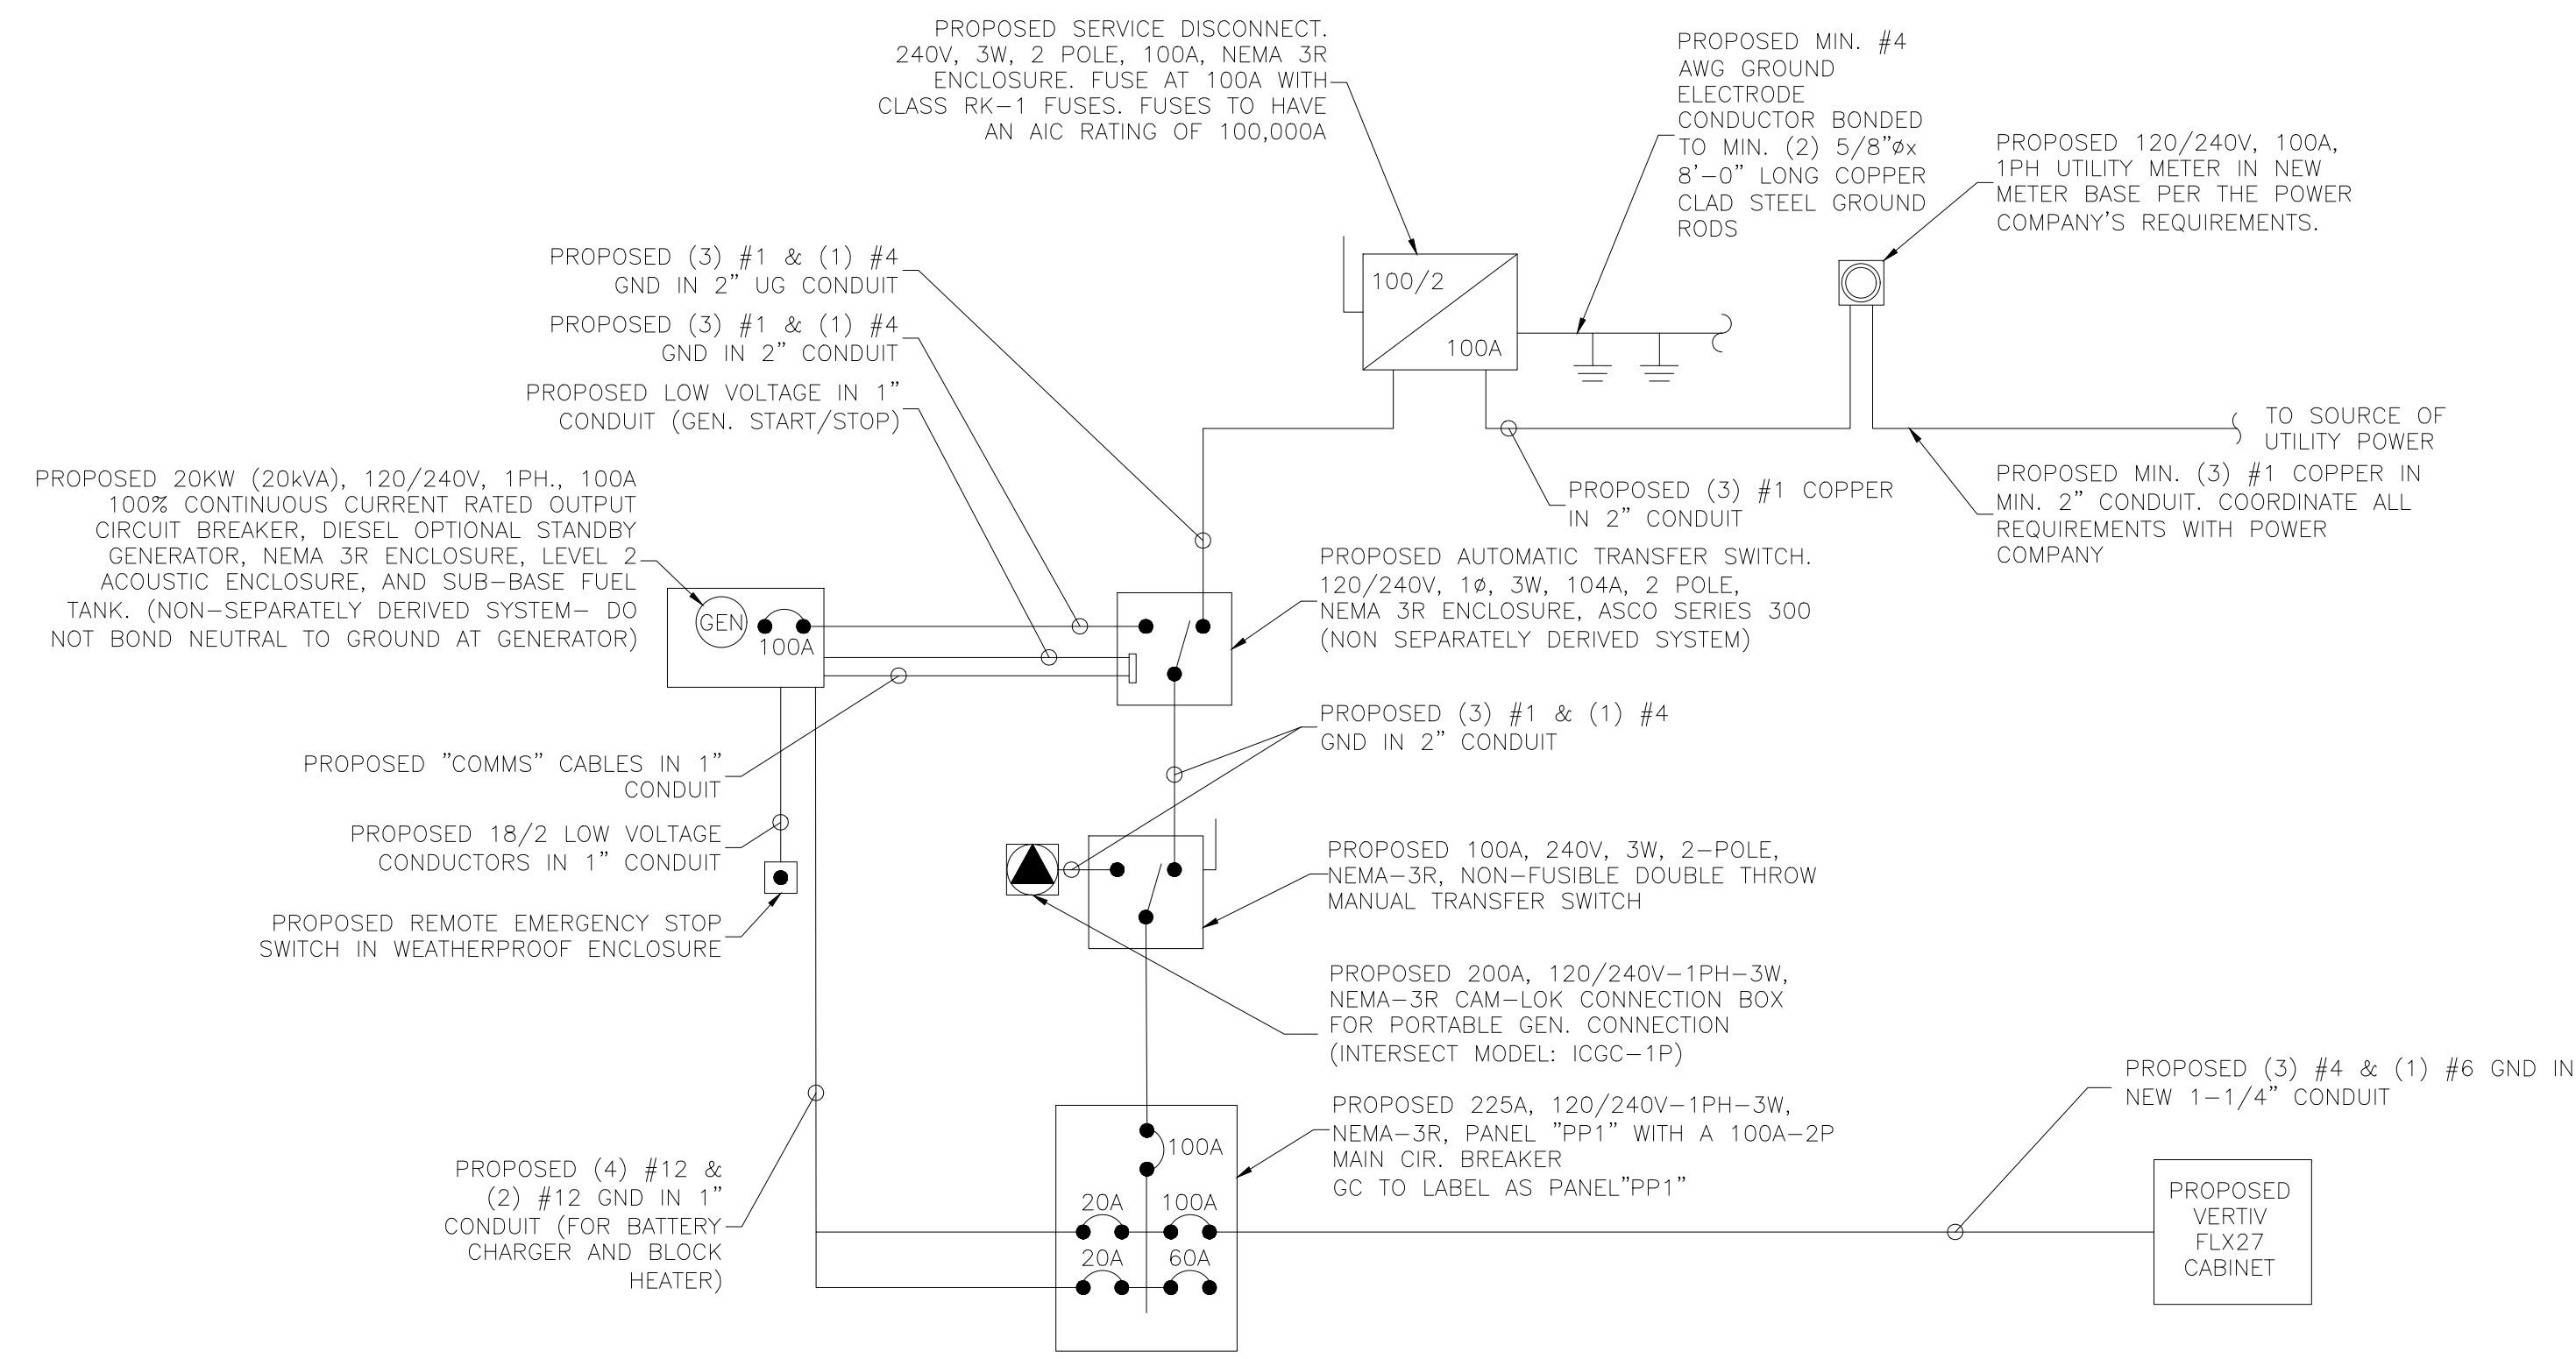 PROPOSED SERVICE DISCONNECT.
240V, 3W, 2 POLE, 100A, NEMA 3R
ENCLOSURE. FUSE AT 100A WITH
CLASS RK-1 FUSES. FUSES TO HAVE
AN AIC RATING OF 100,000A
PROPOSED MIN. #4
AWG GROUND
ELECTRODE
CONDUCTOR BONDED
TO MIN. (2) 5/8"øx
8'-0" LONG COPPER
CLAD STEEL GROUND
RODS
PROPOSED 120/240V, 100A,
1PH UTILITY METER IN NEW
METER BASE PER THE POWER
COMPANY'S REQUIREMENTS.
PROPOSED (3) #1 & (1) #4
GND IN 2" UG CONDUIT
PROPOSED (3) #1 & (1) #4
GND IN 2" CONDUIT
PROPOSED LOW VOLTAGE IN 1"
CONDUIT (GEN. START/STOP)
100/2
100A
TO SOURCE OF
UTILITY POWER
PROPOSED 20KW (20kVA), 120/240V, 1PH., 100A
100% CONTINUOUS CURRENT RATED OUTPUT
CIRCUIT BREAKER, DIESEL OPTIONAL STANDBY
GENERATOR, NEMA 3R ENCLOSURE, LEVEL 2
ACOUSTIC ENCLOSURE, AND SUB-BASE FUEL
TANK. (NON-SEPARATELY DERIVED SYSTEM- DO
NOT BOND NEUTRAL TO GROUND AT GENERATOR)
GEN
100A
PROPOSED (3) #1 COPPER
IN 2" CONDUIT
PROPOSED MIN. (3) #1 COPPER IN
MIN. 2" CONDUIT. COORDINATE ALL
REQUIREMENTS WITH POWER
COMPANY
PROPOSED AUTOMATIC TRANSFER SWITCH.
120/240V, 1ø, 3W, 104A, 2 POLE,
NEMA 3R ENCLOSURE, ASCO SERIES 300
(NON SEPARATELY DERIVED SYSTEM)
PROPOSED (3) #1 & (1) #4
GND IN 2" CONDUIT
PROPOSED "COMMS" CABLES IN 1"
CONDUIT
PROPOSED 18/2 LOW VOLTAGE
CONDUCTORS IN 1" CONDUIT
PROPOSED REMOTE EMERGENCY STOP
SWITCH IN WEATHERPROOF ENCLOSURE
PROPOSED 100A, 240V, 3W, 2-POLE,
NEMA-3R, NON-FUSIBLE DOUBLE THROW
MANUAL TRANSFER SWITCH
PROPOSED 200A, 120/240V-1PH-3W,
NEMA-3R CAM-LOK CONNECTION BOX
FOR PORTABLE GEN. CONNECTION
(INTERSECT MODEL: ICGC-1P)
PROPOSED 225A, 120/240V-1PH-3W,
NEMA-3R, PANEL "PP1" WITH A 100A-2P
MAIN CIR. BREAKER
GC TO LABEL AS PANEL"PP1"
PROPOSED (3) #4 & (1) #6 GND IN
NEW 1-1/4" CONDUIT
PROPOSED (4) #12 &
(2) #12 GND IN 1"
CONDUIT (FOR BATTERY
CHARGER AND BLOCK
HEATER)
100A
20A 100A
20A 60A
PROPOSED
VERTIV
FLX27
CABINET